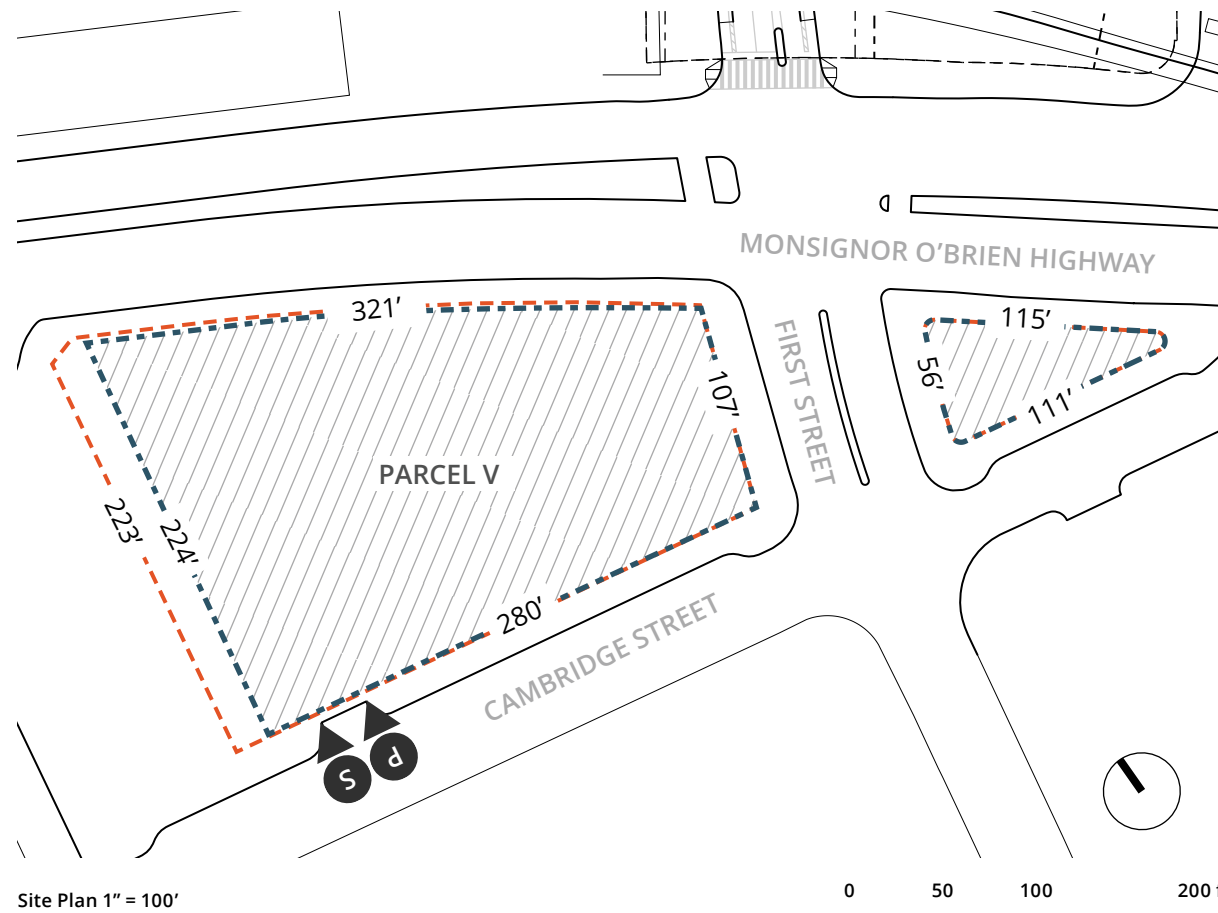 MONSIGNOR O’BRIEN HIGHWAY
321’
115’
FIRST STREET
56’
107’
111’
PARCEL V
223’
224’
280’
CAMBRIDGE STREET
S
P
Site Plan 1” = 100’
0 50 100 200